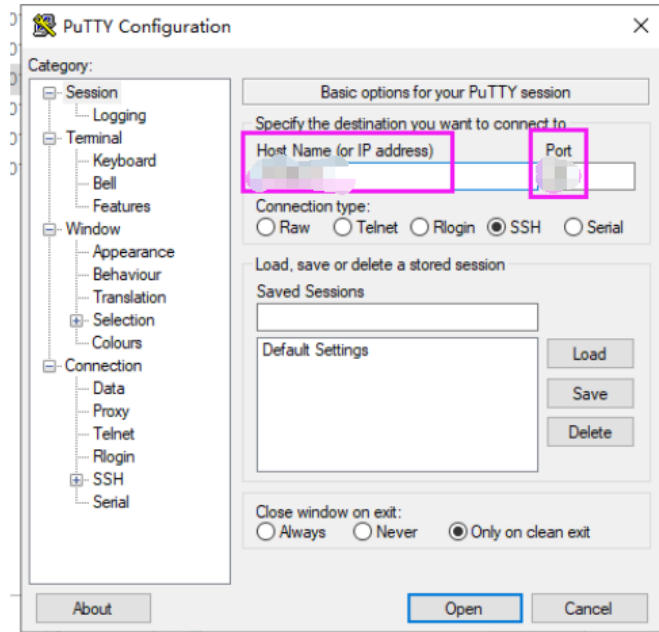 PuTTY Configuration
Category:
Session
Logging
Terminal
Keyboard
Bell
Features
Window
Appearance
Behaviour
Translation
Selection
Colours
Connection
Data
Proxy
Telnet
Rlogin
SSH
Serial
Basic options for your PuTTY session
Specify the destination you want to connect to
Host Name (or IP address) Port
Connection type:
Raw Telnet Rlogin SSH Serial
Load, save or delete a stored session
Saved Sessions
Default Settings
Load
Save
Delete
Close window on exit:
Always Never Only on clean exit
About Open Cancel